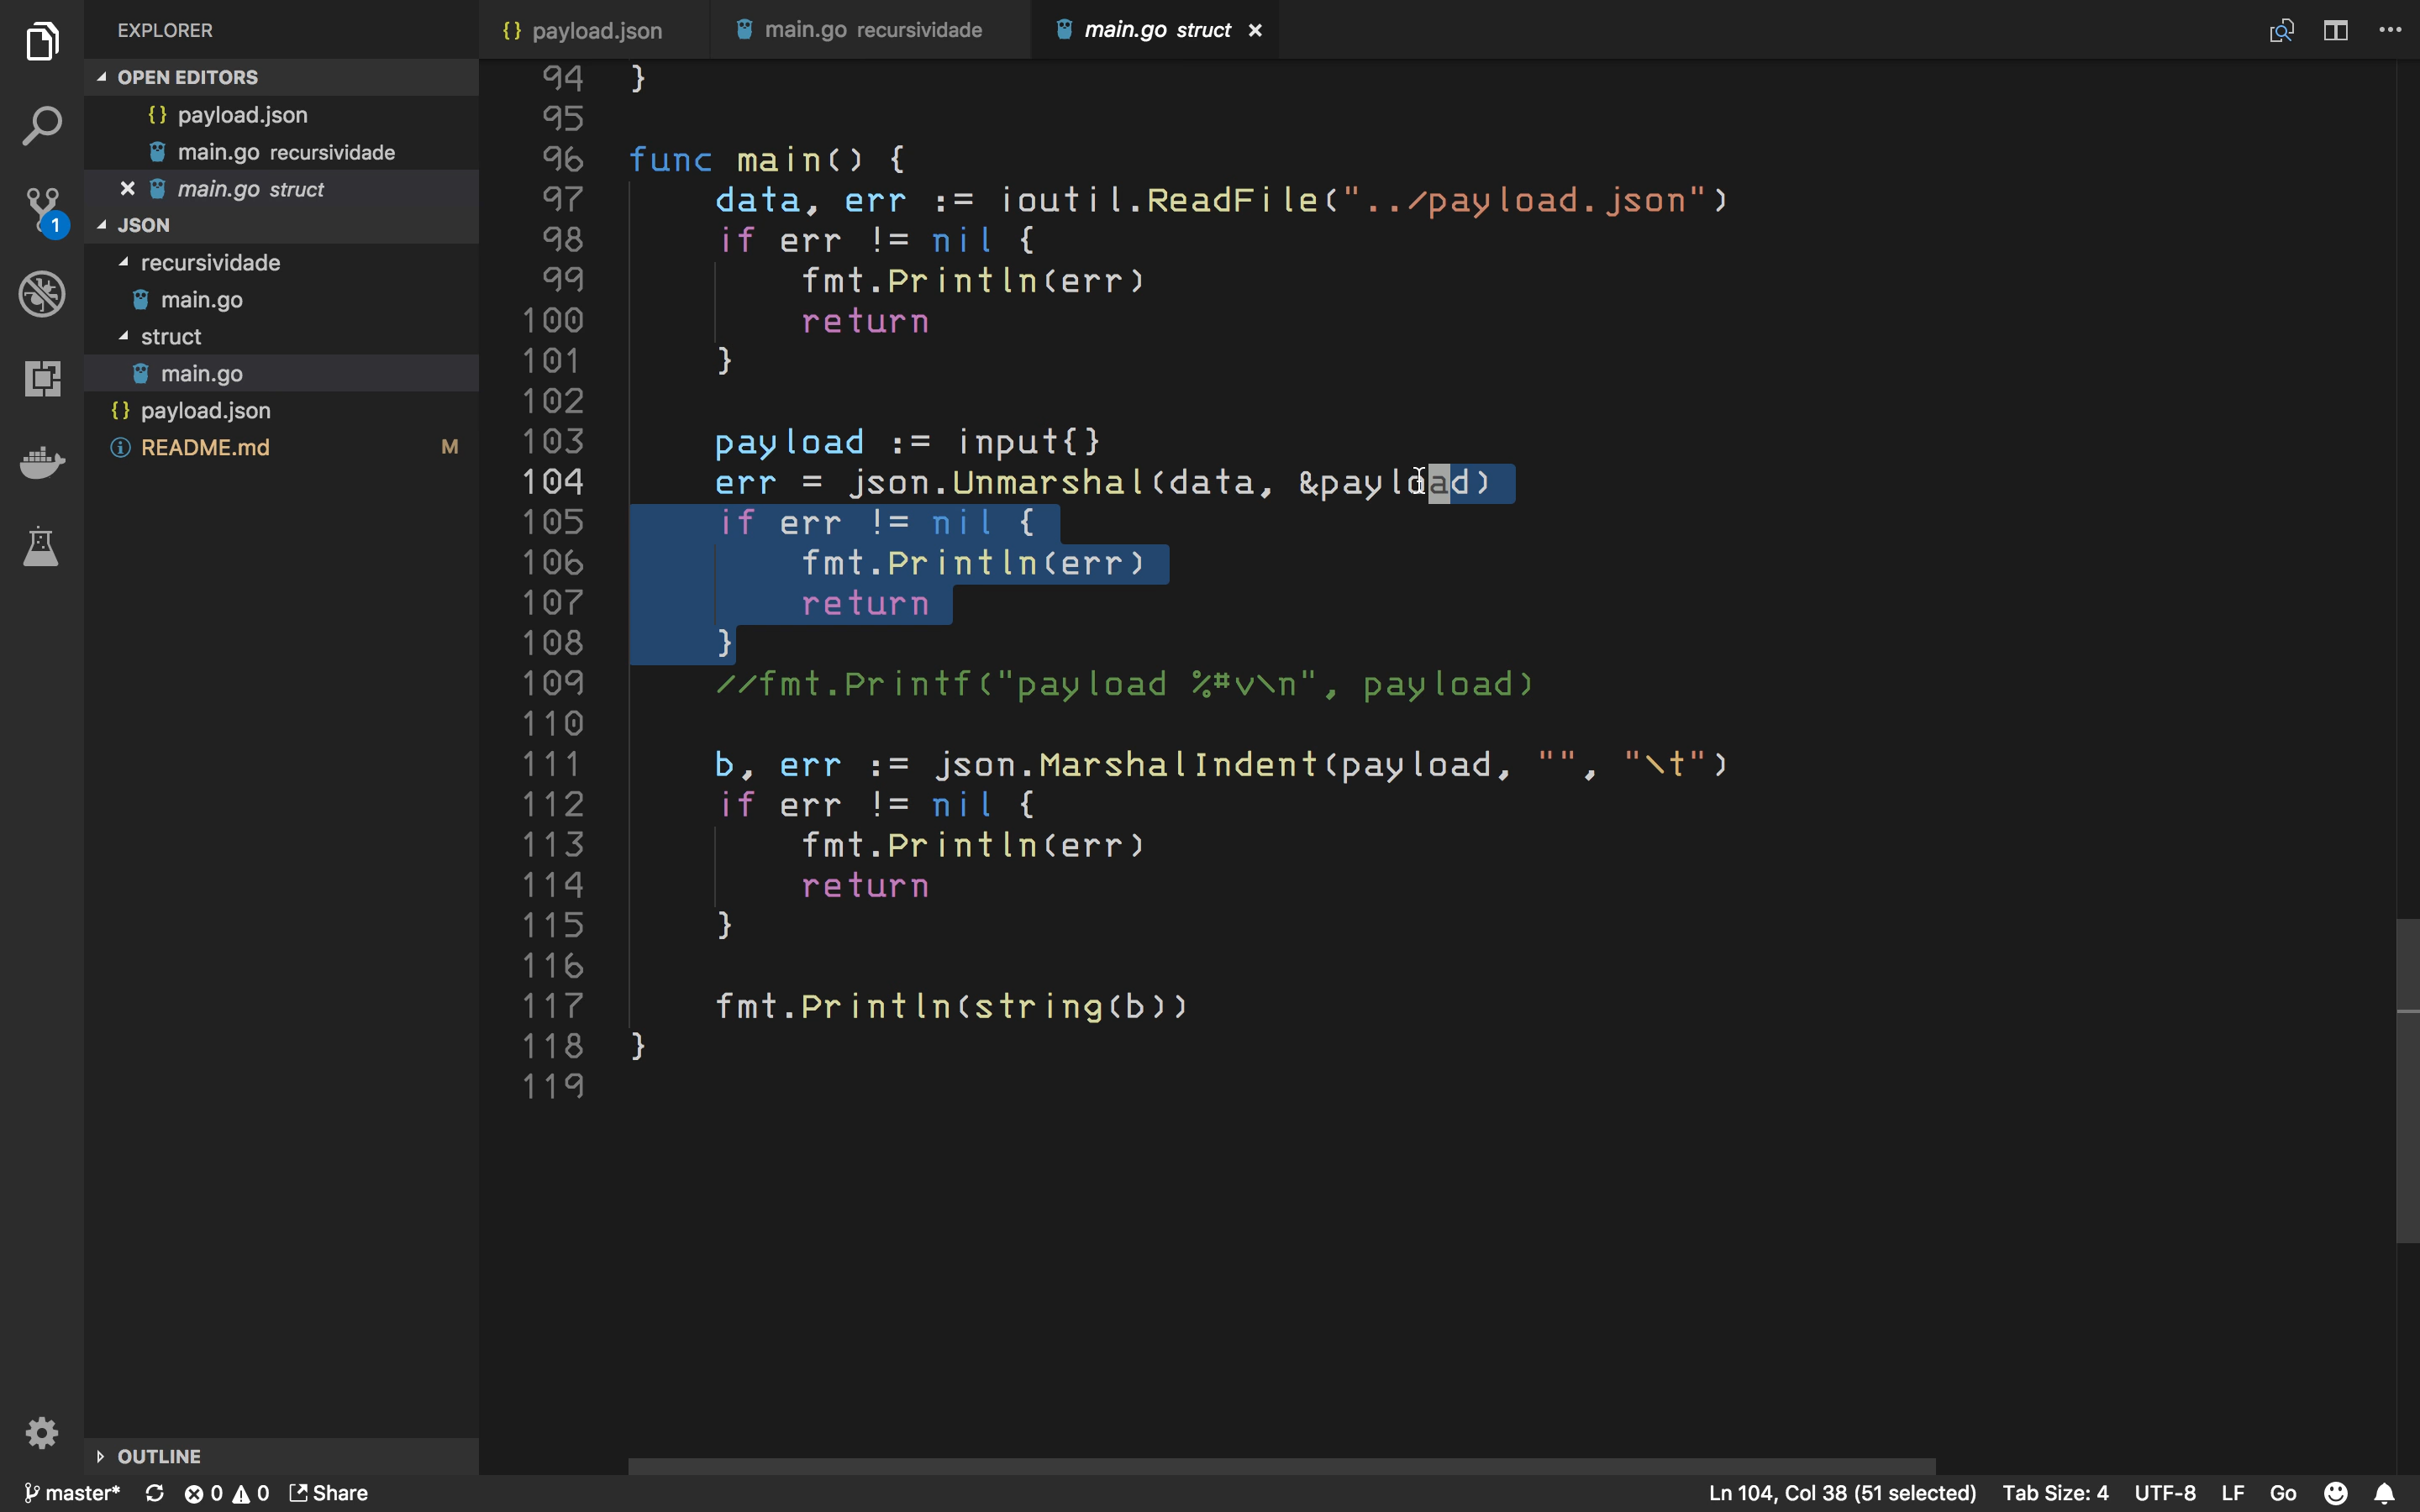 EXPLORER
OPEN EDITORS
{} payload.json
main.go recursividade
main.go struct
JSON
recursividade
main.go
struct
main.go
{} payload.json
README.md M
1
OUTLINE
{} payload.json main.go recursividade main.go struct
94 }
95
96 func main() {
97 data, err := ioutil.ReadFile("../payload.json")
98 if err != nil {
99 fmt.Println(err)
100 return
101 }
102
103 payload := input{}
104 err = json.Unmarshal(data, &payload)
105 if err != nil {
106 fmt.Println(err)
107 return
108 }
109 //fmt.Printf("payload %#v\n", payload)
110
111 b, err := json.MarshalIndent(payload, "", "\t")
112 if err != nil {
113 fmt.Println(err)
114 return
115 }
116
117 fmt.Println(string(b))
118 }
119
master* 0 0 Share Ln 104, Col 38 (51 selected) Tab Size: 4 UTF-8 LF Go